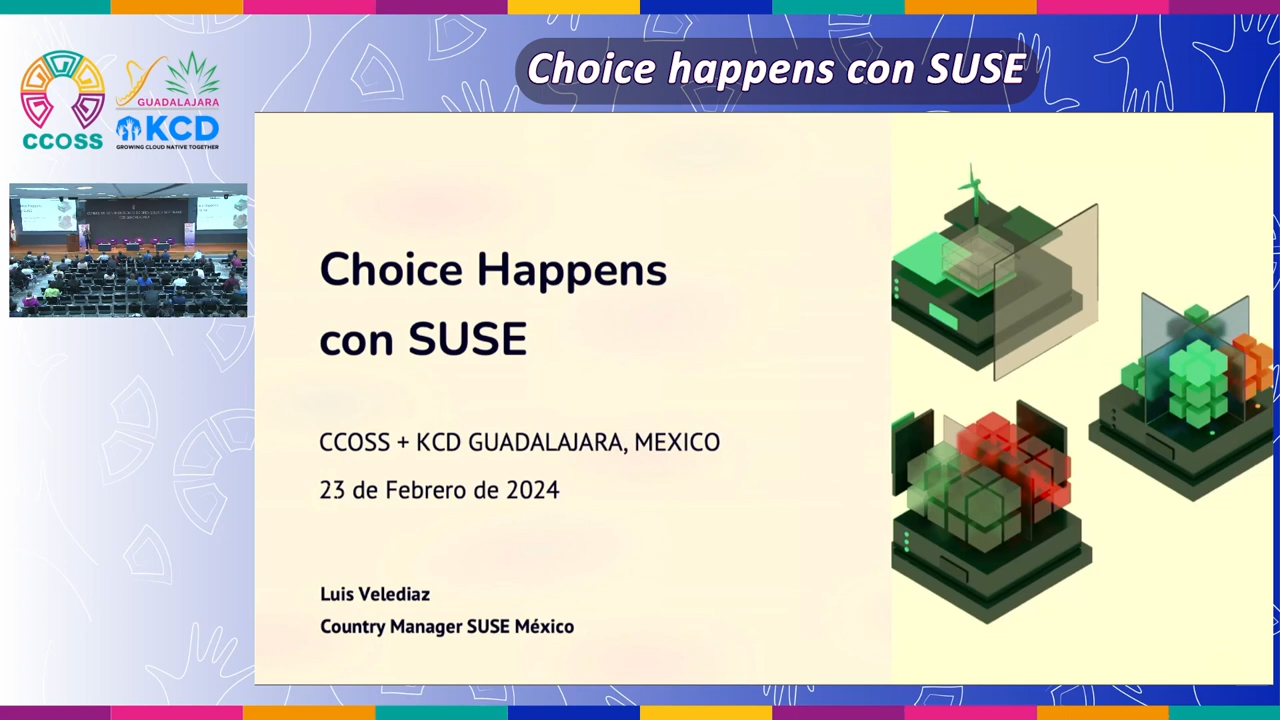 Choice happens con SUSE
CCOSS
GUADALAJARA
KCD
GROWING CLOUD NATIVE TOGETHER
Choice Happens
con SUSE
CCOSS + KCD GUADALAJARA, MEXICO
23 de Febrero de 2024
Luis Velediaz
Country Manager SUSE México